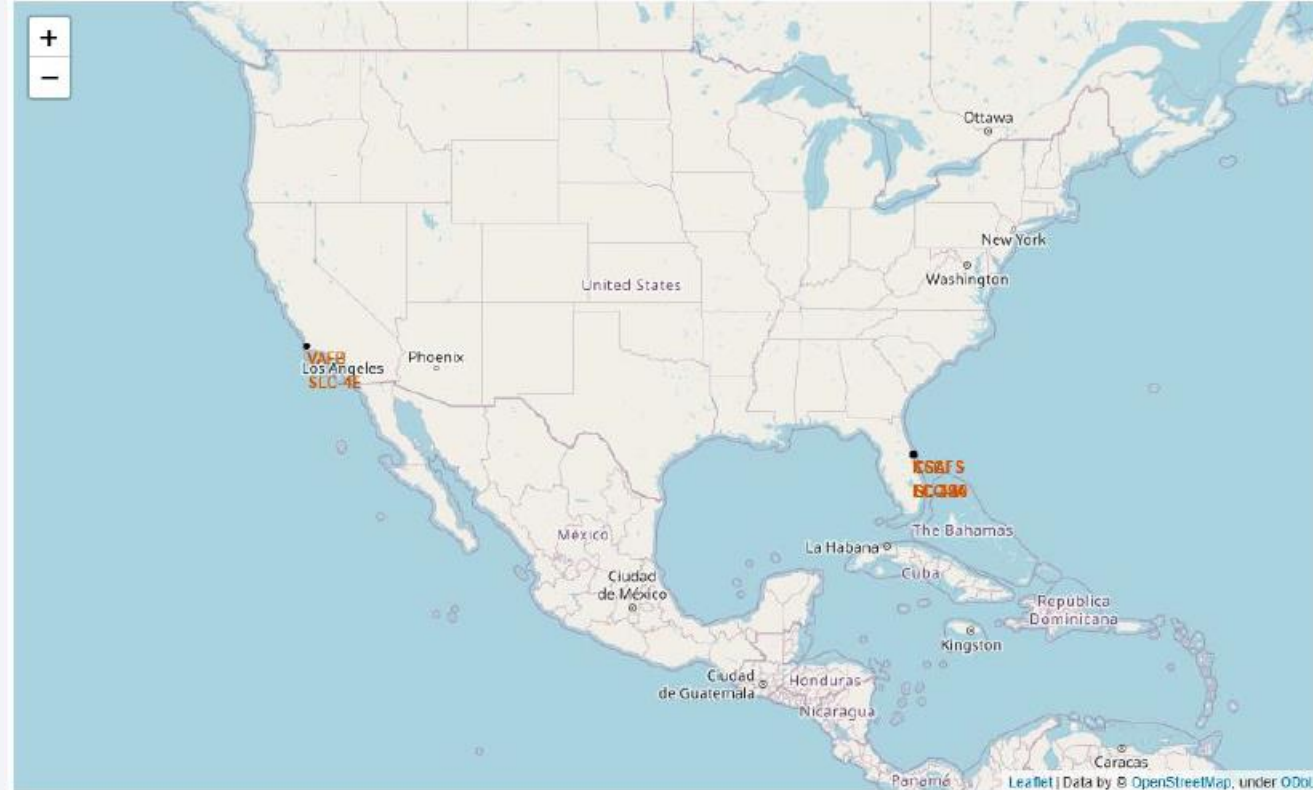 +
−
Ottawa
New York
Washington
United States
VAFB
Los Angeles
Phoenix
SLC-4E
The Bahamas
México
La Habana
Cuba
Ciudad
de México
República
Dominicana
Kingston
Ciudad
de Guatemala
Honduras
Nicaragua
Caracas
Panamá
Leaflet | Data by © OpenStreetMap, under ODbL